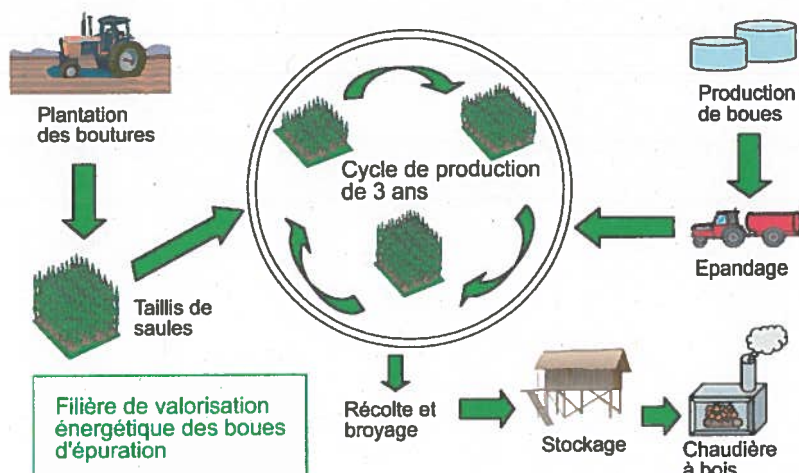 Plantation
des boutures
Taillis de
saules
Cycle de production
de 3 ans
Production
de boues
Epandage
Récolte et
broyage
Stockage
Chaudière
à bois
Filière de valorisation
énergétique des boues
d'épuration